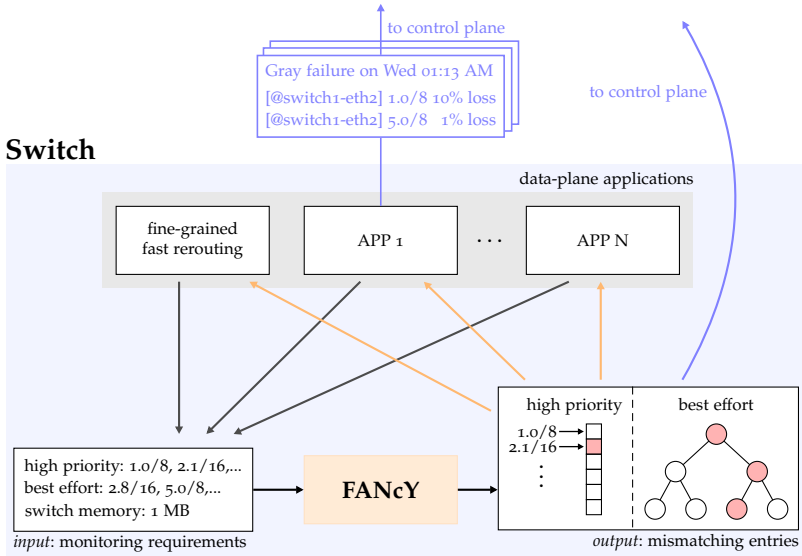 to control plane
Gray failure on Wed 01:13 AM
[@switch1-eth2] 1.0/8 10% loss
[@switch1-eth2] 5.0/8 1% loss
to control plane
Switch
data-plane applications
fine-grained
fast rerouting
APP 1
...
APP N
high priority
best effort
1.0/8
2.1/16
high priority: 1.0/8, 2.1/16,...
best effort: 2.8/16, 5.0/8,...
switch memory: 1 MB
FANcY
input: monitoring requirements
output: mismatching entries